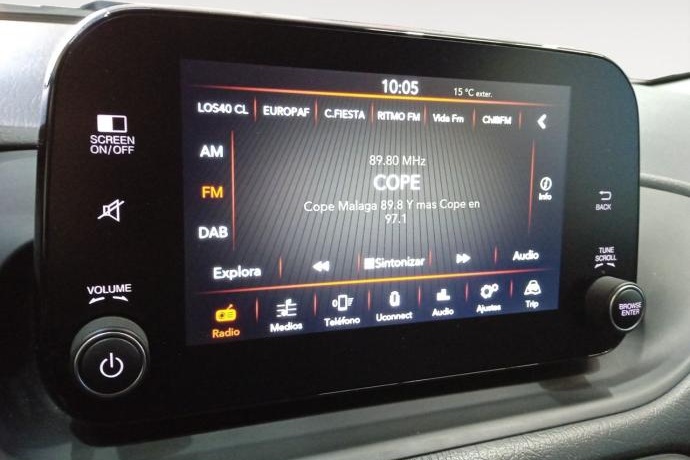 10:05
15 °C exter.
LOS40 CL
EUROPAF
C.FIESTA
RITMO FM
Vida Fm
ChillFM
SCREEN
ON/OFF
AM
FM
DAB
89.80 MHz
COPE
Cope Malaga 89.8 Y mas Cope en
97.1
Info
BACK
Explora
Sintonizar
Audio
TUNE
SCROLL
VOLUME
Radio
Medios
Teléfono
Uconnect
Audio
Ajustes
Trip
BROWSE
ENTER